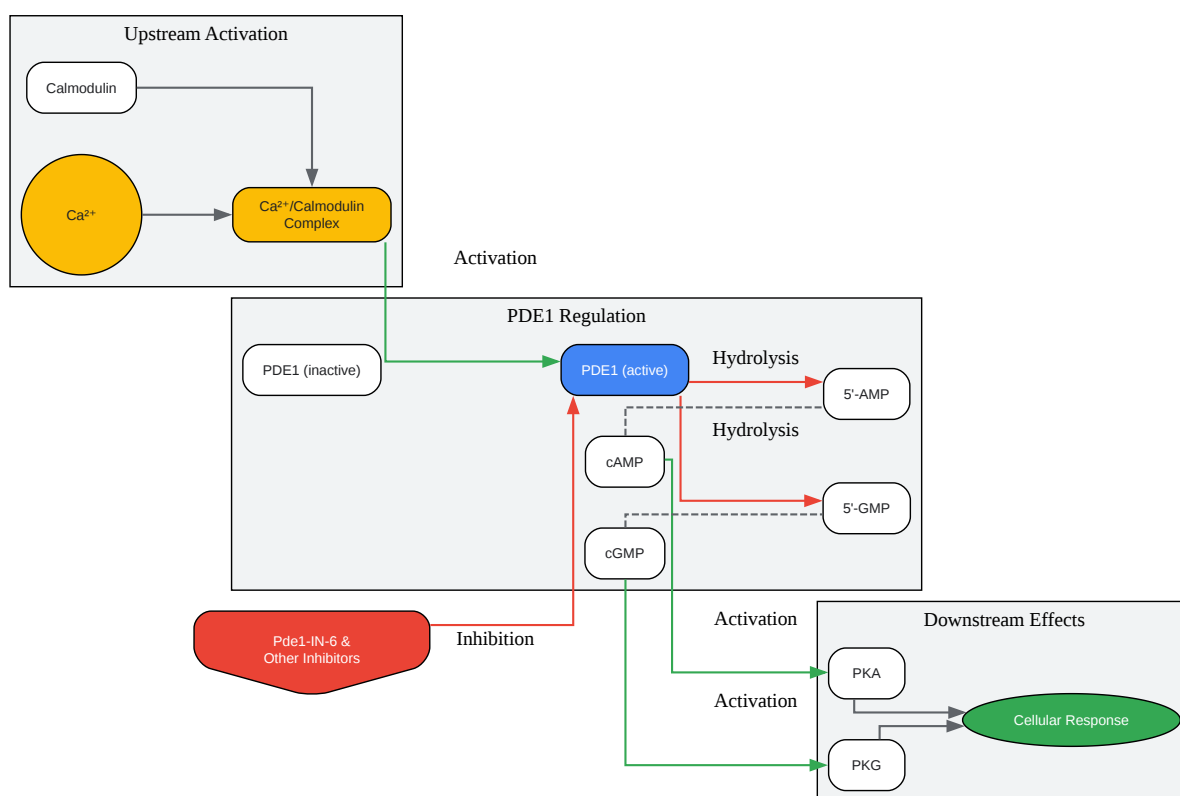 Upstream Activation
Calmodulin
Ca²⁺
Ca²⁺/Calmodulin
Complex
Activation
PDE1 Regulation
PDE1 (inactive)
PDE1 (active)
Hydrolysis
5'-AMP
Hydrolysis
cAMP
5'-GMP
cGMP
Pde1-IN-6 &
Other Inhibitors
Inhibition
Activation
Downstream Effects
PKA
Activation
Cellular Response
PKG